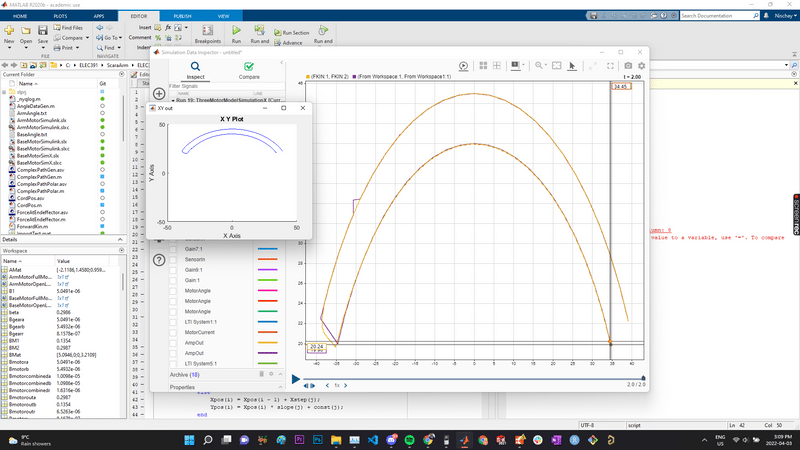 MATLAB R2020b - academic use
HOME PLOTS APPS EDITOR PUBLISH VIEW
Search Documentation
Nischay
New Open Save
Find Files
Compare
Print
Go To
Find
Insert
Comment
Indent
Breakpoints
Run
Run and
Run Section
Advance
Run and
FILE
C: ELEC391 ScaraArm
Current Folder
Name Git
slprj
_nyqlog.m
AngleDataGen.m
ArmAngle.txt
ArmMotorSimulink.slx
ArmMotorSimulink.slxc
BaseAngle.txt
BaseMotorSimulink.slx
BaseMotorSimX.slx
BaseMotorSimX.slxc
ComplexPathGen.asv
ComplexPathGen.m
ComplexPathPolar.asv
CordPos.asv
CordPos.m
ForceAtEndeffector.asv
ForceAtEndeffector.m
ForwardKin.m
Details
Workspace
Name Value
AMat [-2.1186,1.4580;0.959...
ArmMotorFullMo... 1x1 tf
ArmMotorOpenL... 1x1 tf
B1 5.0491e-06
BaseMotorFullMo... 1x1 tf
BaseMotorOpenL... 1x1 tf
beta 0.2986
Bgeara 5.0491e-06
Bgearb 5.4932e-06
Bgearr 8.1578e-07
BM1 0.1354
BM2 0.2987
BMat [5.0946,0;0,3.2109]
Bmotora 5.0491e-06
Bmotorb 5.4932e-06
Bmotorcombineda 1.0098e-05
Bmotorcombinedb 1.0986e-05
Bmotorcombinedr 1.6316e-06
Bmotorouta 0.2987
Bmotoroutb 0.1354
Bmotoroutr 6.5263e-06
Simulation Data Inspector - untitled*
Inspect Compare
Filter Signals
NAME LINE
Run 10: ThreeMotorModelSimulationX [Curr
XY out
X Y Plot
50
0
-50
-50 0 50
Y Axis
X Axis
Gain7:1
SensorIn
Gain9:1
Gain:1
MotorAngle
MotorAngle
MotorAngle
LTI System1:1
MotorCurrent
AmpOut
AmpOut
LTI System5:1
Archive (10)
Properties
(FKIN:1, FKIN:2) (From Workspace:1, From Workspace1:1)
t = 2.00
34.45
44
42
40
38
36
34
32
30
28
26
24
22
20
20.24
-40 -35 -30 -25 -20 -15 -10 -5 0 5 10 15 20 25 30 35 40
1x
2.0 / 2.0
value to a variable, use '='. To compare
Xpos(i) = Xpos(i - 1) + Xstep(j);
Ypos(i) = Xpos(i) * slope(j) + const(j);
end
UTF-8 script Ln 42 Col 50
SCREEN REC
9°C
Rain showers
ENG
US
3:09 PM
2022-04-03